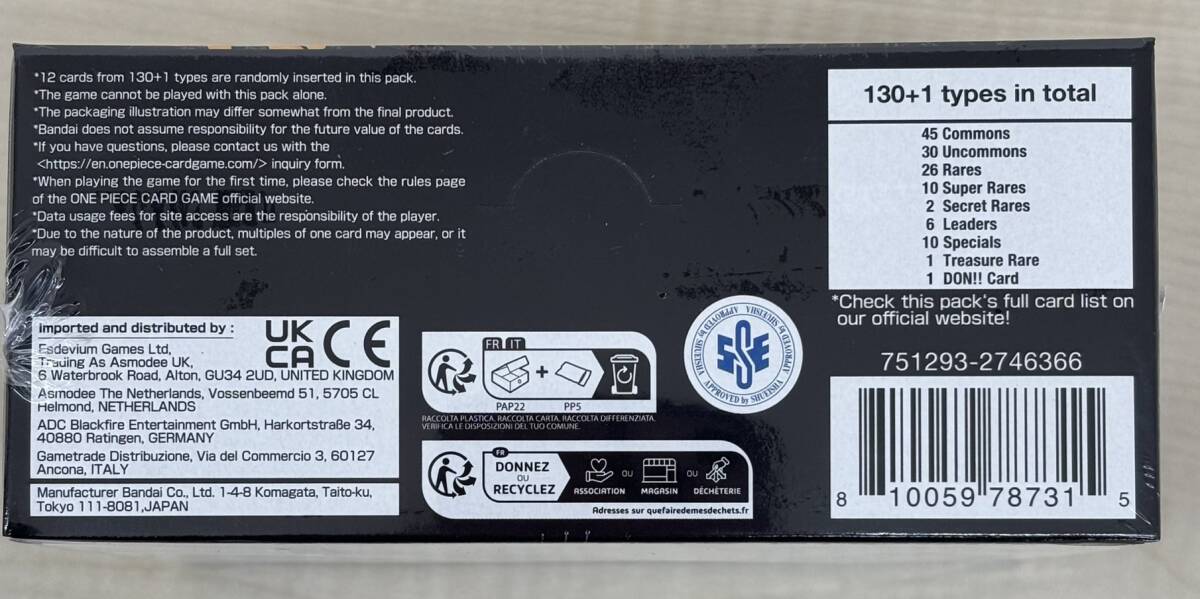 *12 cards from 130+1 types are randomly inserted in this pack.
*The game cannot be played with this pack alone.
*The packaging illustration may differ somewhat from the final product.
*Bandai does not assume responsibility for the future value of the cards.
*If you have questions, please contact us with the
<https://en.onepiece-cardgame.com/> inquiry form.
*When playing the game for the first time, please check the rules page
of the ONE PIECE CARD GAME official website.
*Data usage fees for site access are the responsibility of the player.
*Due to the nature of the product, multiples of one card may appear, or it
may be difficult to assemble a full set.
Imported and distributed by :
UK
CA CE
Esdevium Games Ltd,
Trading As Asmodee UK,
6 Waterbrook Road, Alton, GU34 2UD, UNITED KINGDOM
Asmodee The Netherlands, Vossenbeemd 51, 5705 CL
Helmond, NETHERLANDS
ADC Blackfire Entertainment GmbH, Harkortstraße 34,
40880 Ratingen, GERMANY
Gametrade Distribuzione, Via del Commercio 3, 60127
Ancona, ITALY
Manufacturer Bandai Co., Ltd. 1-4-8 Komagata, Taito-ku,
Tokyo 111-8081,JAPAN
FR IT
+
PAP22 PP5
RACCOLTA PLASTICA. RACCOLTA CARTA. RACCOLTA DIFFERENZIATA.
VERIFICA LE DISPOSIZIONI DEL TUO COMUNE.
FR
DONNEZ
OU
RECYCLEZ
ASSOCIATION OU MAGASIN OU DÉCHÈTERIE
Adresses sur quefairedemesdechets.fr
APPROVED by SHUEISHA APPROVED by SHUEISHA
130+1 types in total
45 Commons
30 Uncommons
26 Rares
10 Super Rares
2 Secret Rares
6 Leaders
10 Specials
1 Treasure Rare
1 DON!! Card
*Check this pack's full card list on
our official website!
751293-2746366
8 10059 78731 5